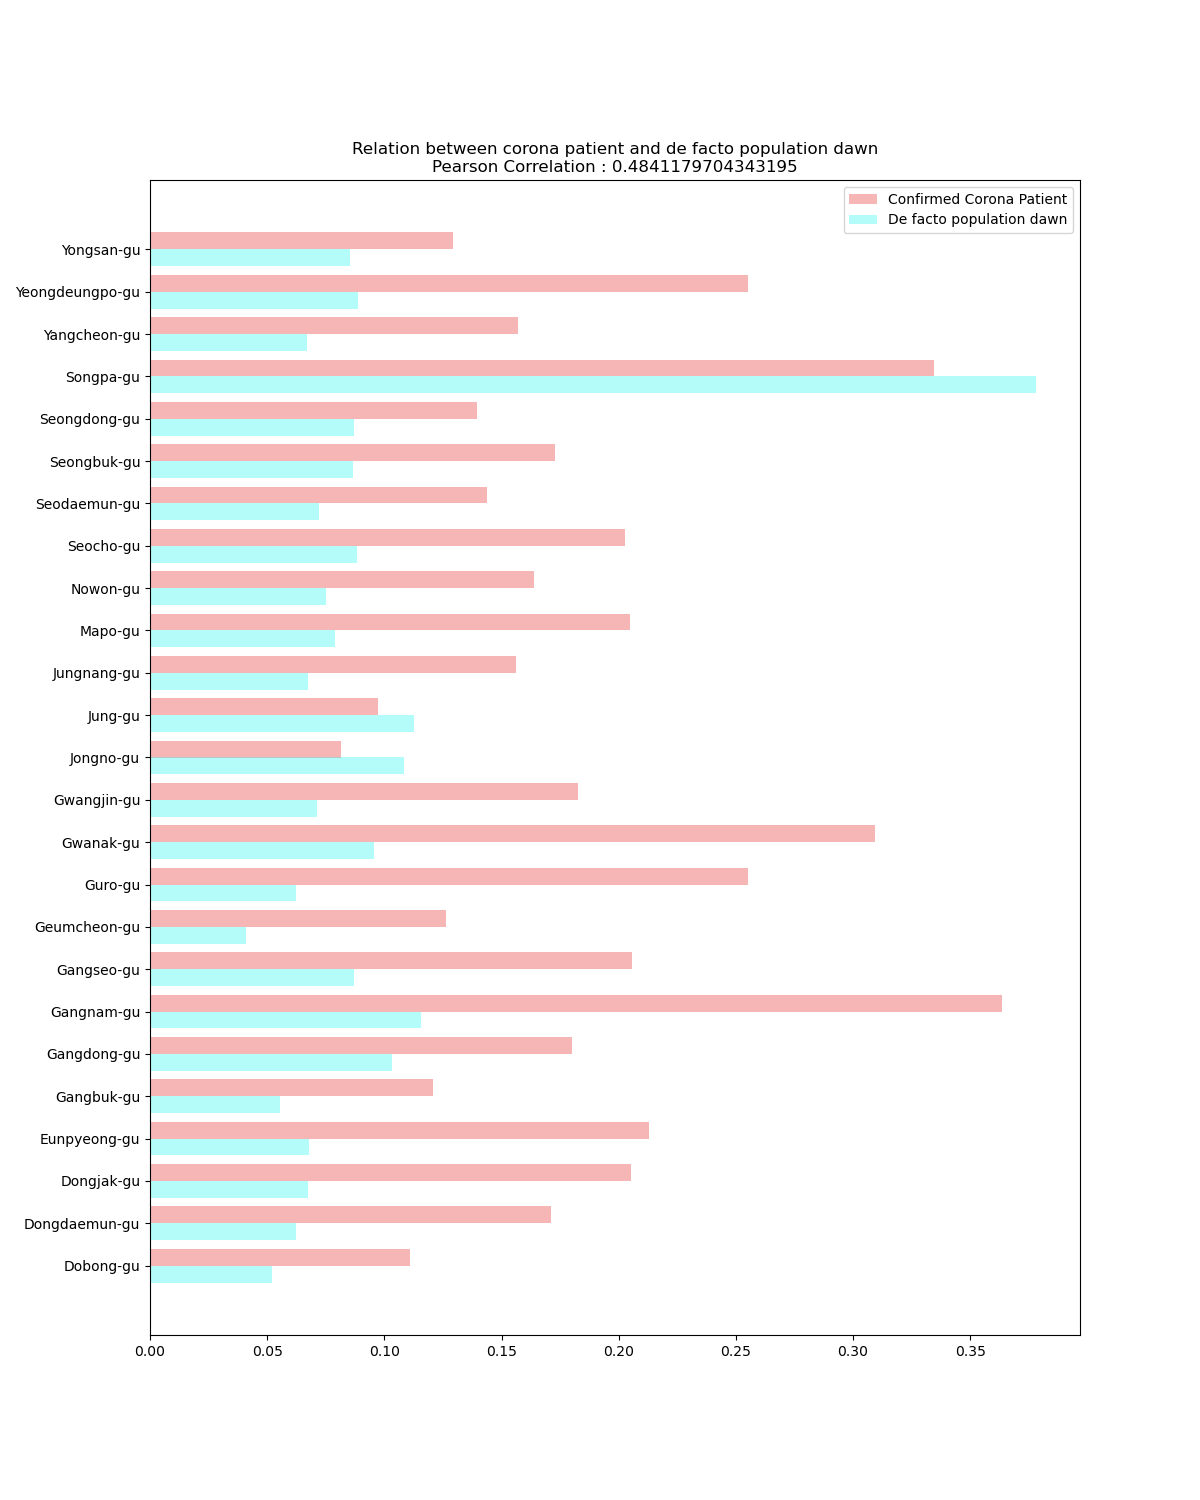 Relation between corona patient and de facto population dawn
Pearson Correlation : 0.4841179704343195
Confirmed Corona Patient
De facto population dawn
Yongsan-gu
Yeongdeungpo-gu
Yangcheon-gu
Songpa-gu
Seongdong-gu
Seongbuk-gu
Seodaemun-gu
Seocho-gu
Nowon-gu
Mapo-gu
Jungnang-gu
Jung-gu
Jongno-gu
Gwangjin-gu
Gwanak-gu
Guro-gu
Geumcheon-gu
Gangseo-gu
Gangnam-gu
Gangdong-gu
Gangbuk-gu
Eunpyeong-gu
Dongjak-gu
Dongdaemun-gu
Dobong-gu
0.00 0.05 0.10 0.15 0.20 0.25 0.30 0.35